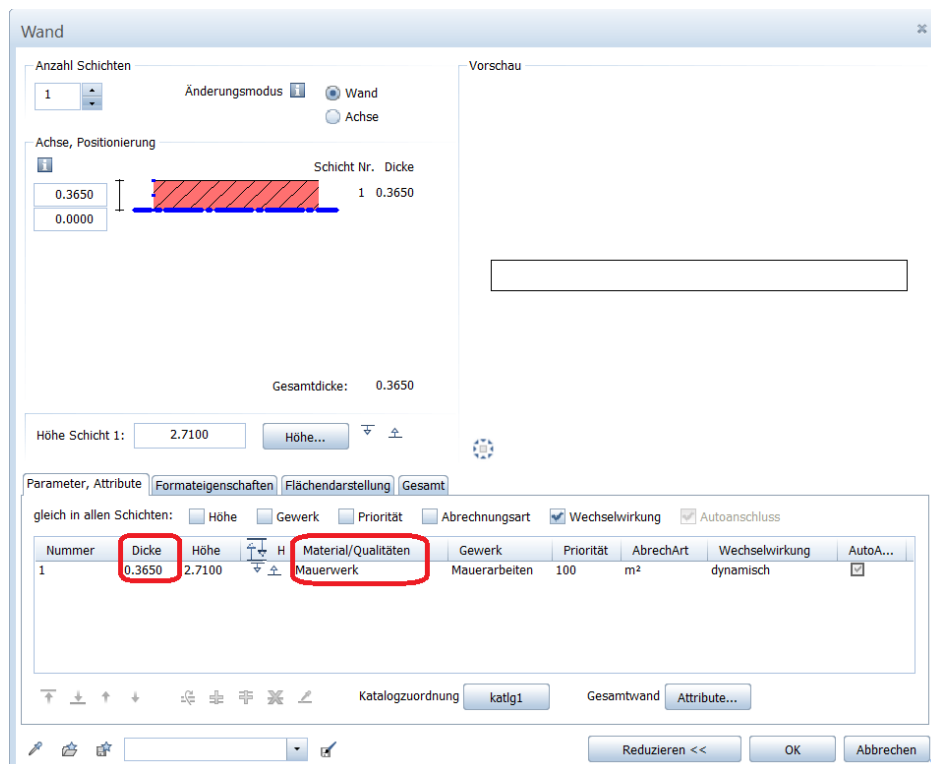 Wand
Anzahl Schichten
1
Änderungsmodus
Wand
Achse
Vorschau
Achse, Positionierung
Schicht Nr. Dicke
0.3650
1 0.3650
0.0000
Gesamtdicke: 0.3650
Höhe Schicht 1: 2.7100 Höhe...
Parameter, Attribute Formateigenschaften Flächendarstellung Gesamt
gleich in allen Schichten: Höhe Gewerk Priorität Abrechnungsart Wechselwirkung Autoanschluss
Nummer Dicke Höhe H Material/Qualitäten Gewerk Priorität AbrechArt Wechselwirkung AutoA...
1 0.3650 2.7100 Mauerwerk Mauerarbeiten 100 m² dynamisch
Katalogzuordnung katlg1 Gesamtwand Attribute...
Reduzieren << OK Abbrechen